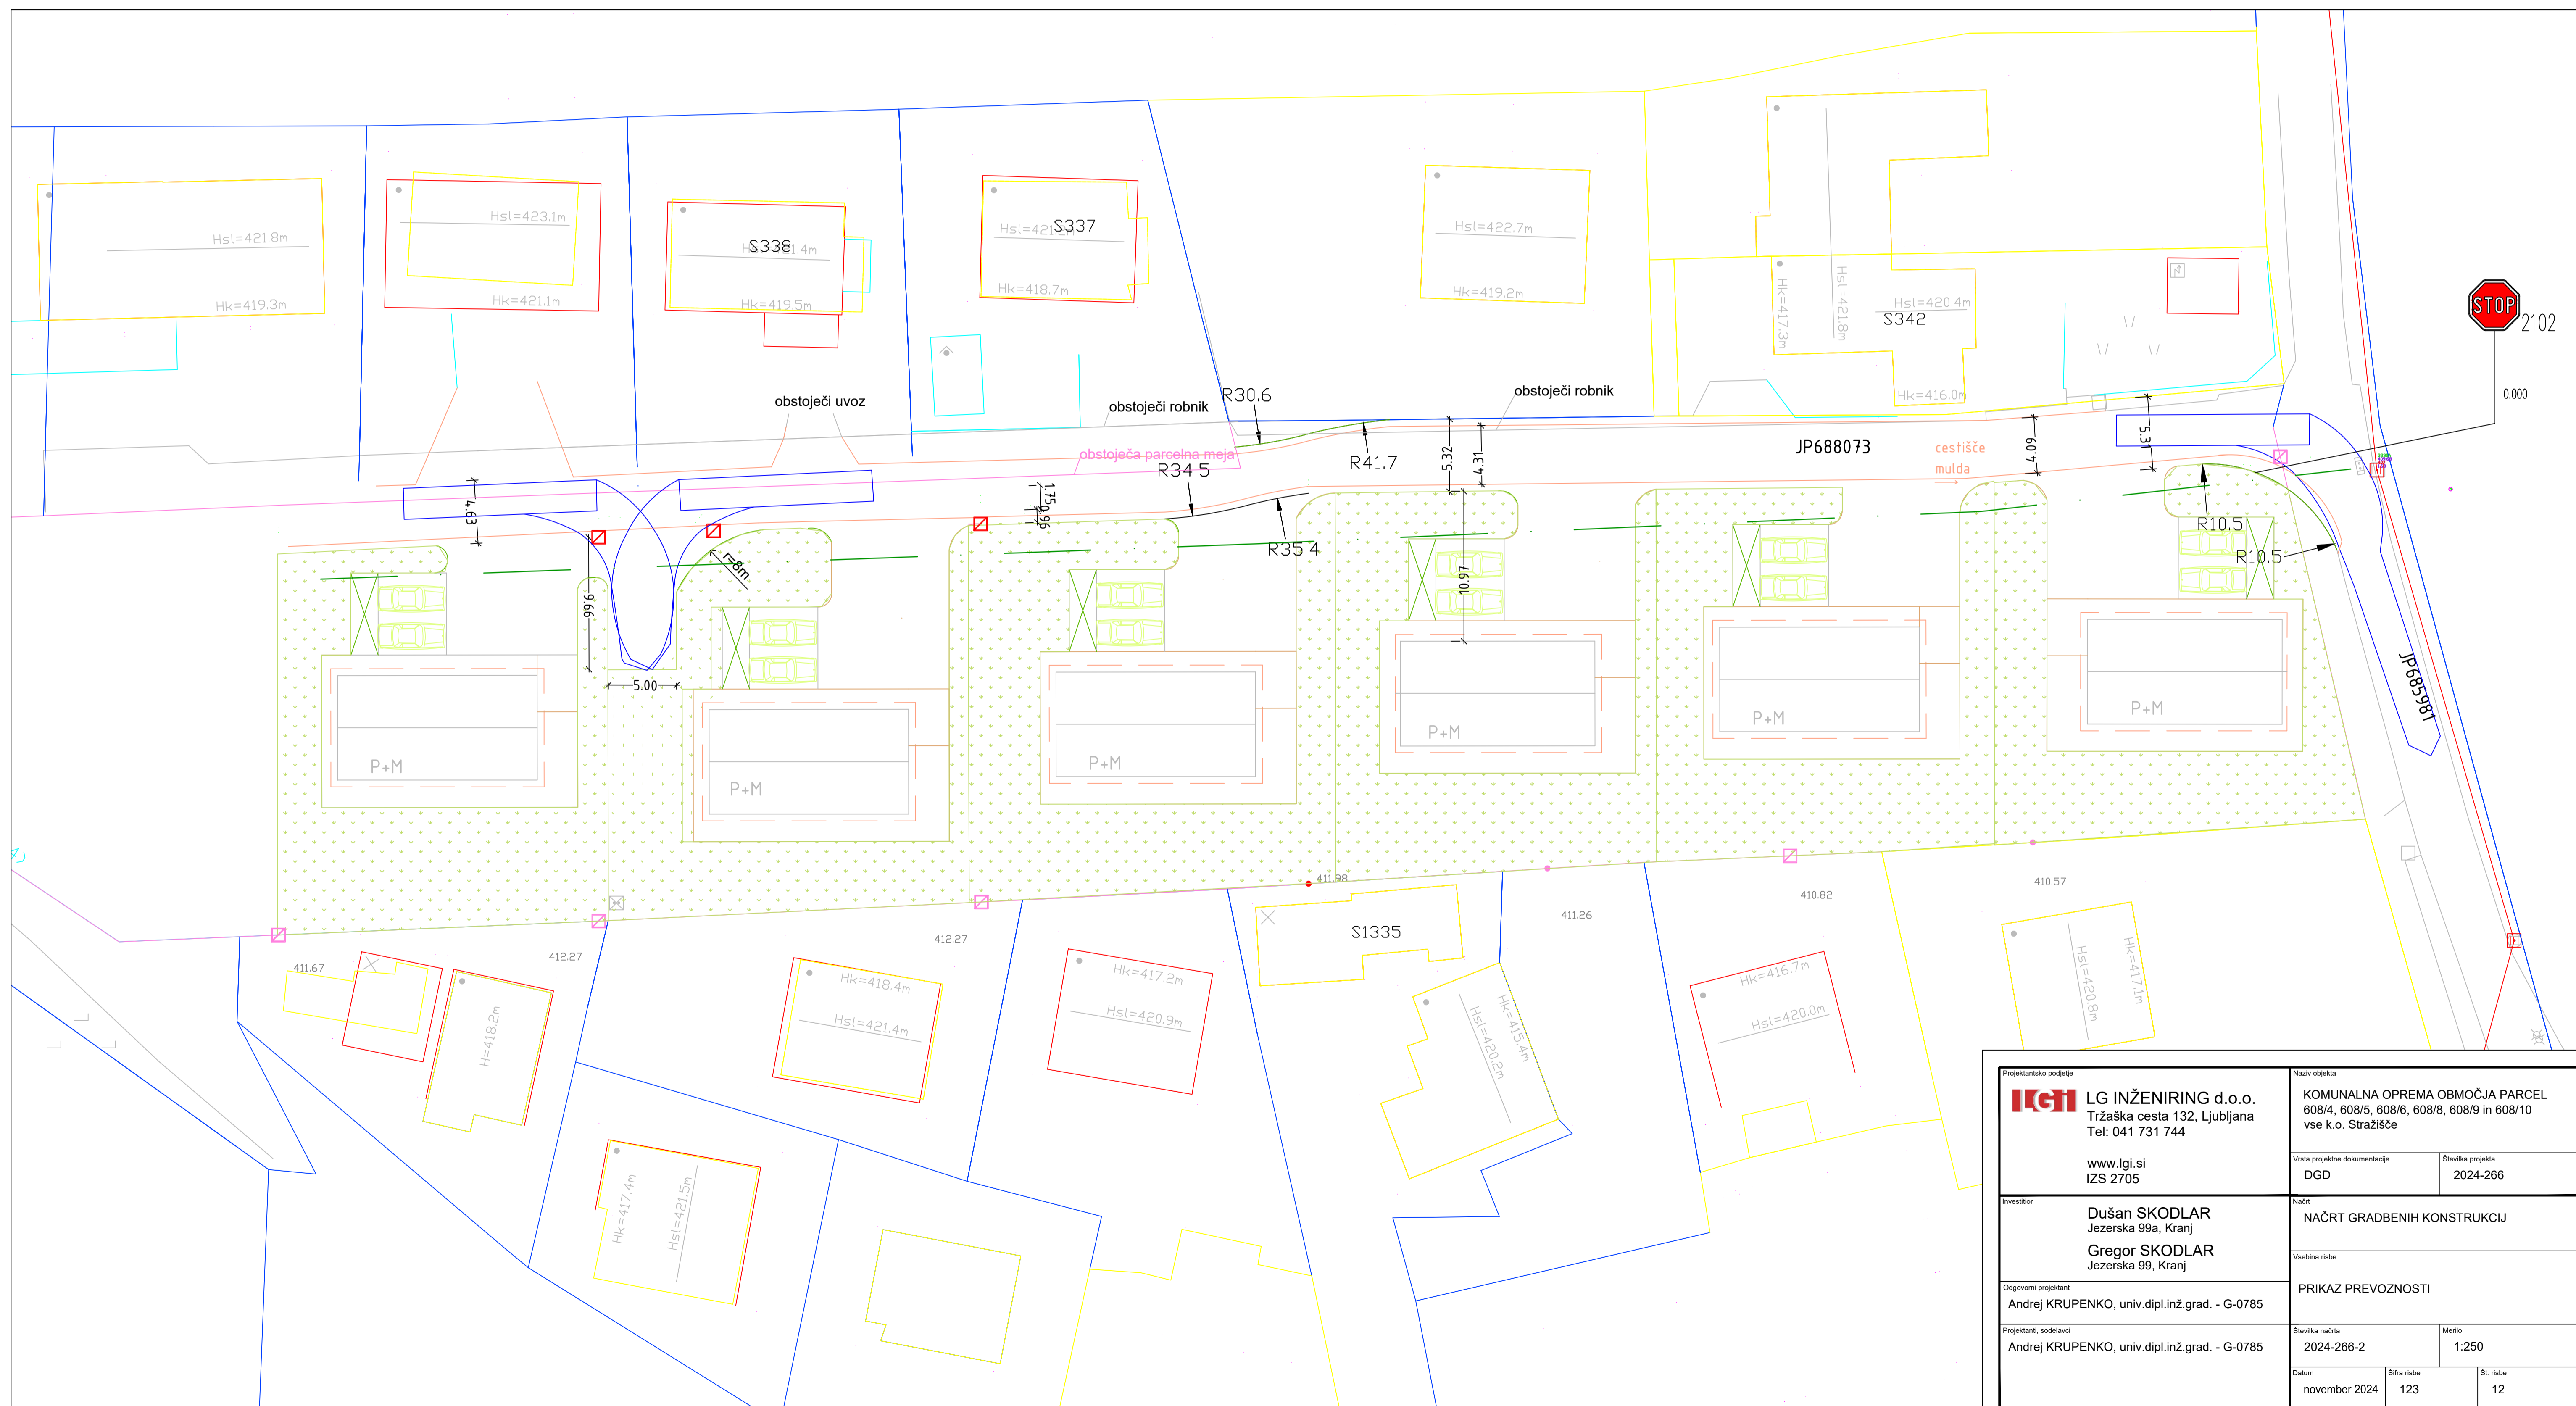 Hsl=421.8m
Hk=419.3m
Hsl=423.1m
Hk=421.1m
S338
Hk=419.5m
S337
Hk=418.7m
Hsl=422.7m
Hk=419.2m
Hk=417.3m
Hsl=421.8m
Hsl=420.4m
S342
Hk=416.0m
STOP
2102
0.000
obstoječi uvoz
obstoječi robnik
R30.6
obstoječi robnik
obstoječa parcelna meja
R34.5
R41.7
5.32
4.31
JP688073
cestišče
mulda
4.09
5.31
4.63
1.75
0.96
R35.4
R10.5
R10.5
r=8m
9.66
10.97
5.00
JP685981
P+M
P+M
P+M
P+M
P+M
P+M
411.98
411.67
412.27
412.27
411.26
410.82
410.57
S1335
H=418.2m
Hk=418.4m
Hsl=421.4m
Hk=417.2m
Hsl=420.9m
Hk=415.4m
Hsl=420.2m
Hk=416.7m
Hsl=420.0m
Hk=417.1m
Hsl=420.8m
Hk=417.4m
Hsl=421.5m
Projektantsko podjetje
LGi
LG INŽENIRING d.o.o.
Tržaška cesta 132, Ljubljana
Tel: 041 731 744
www.lgi.si
IZS 2705
Naziv objekta
KOMUNALNA OPREMA OBMOČJA PARCEL
608/4, 608/5, 608/6, 608/8, 608/9 in 608/10
vse k.o. Stražišče
Vrsta projektne dokumentacije
DGD
Številka projekta
2024-266
Investitior
Dušan SKODLAR
Jezerska 99a, Kranj
Gregor SKODLAR
Jezerska 99, Kranj
Načrt
NAČRT GRADBENIH KONSTRUKCIJ
Vsebina risbe
PRIKAZ PREVOZNOSTI
Odgovorni projektant
Andrej KRUPENKO, univ.dipl.inž.grad. - G-0785
Projektanti, sodelavci
Andrej KRUPENKO, univ.dipl.inž.grad. - G-0785
Številka načrta
2024-266-2
Merilo
1:250
Datum
november 2024
Šifra risbe
123
Št. risbe
12